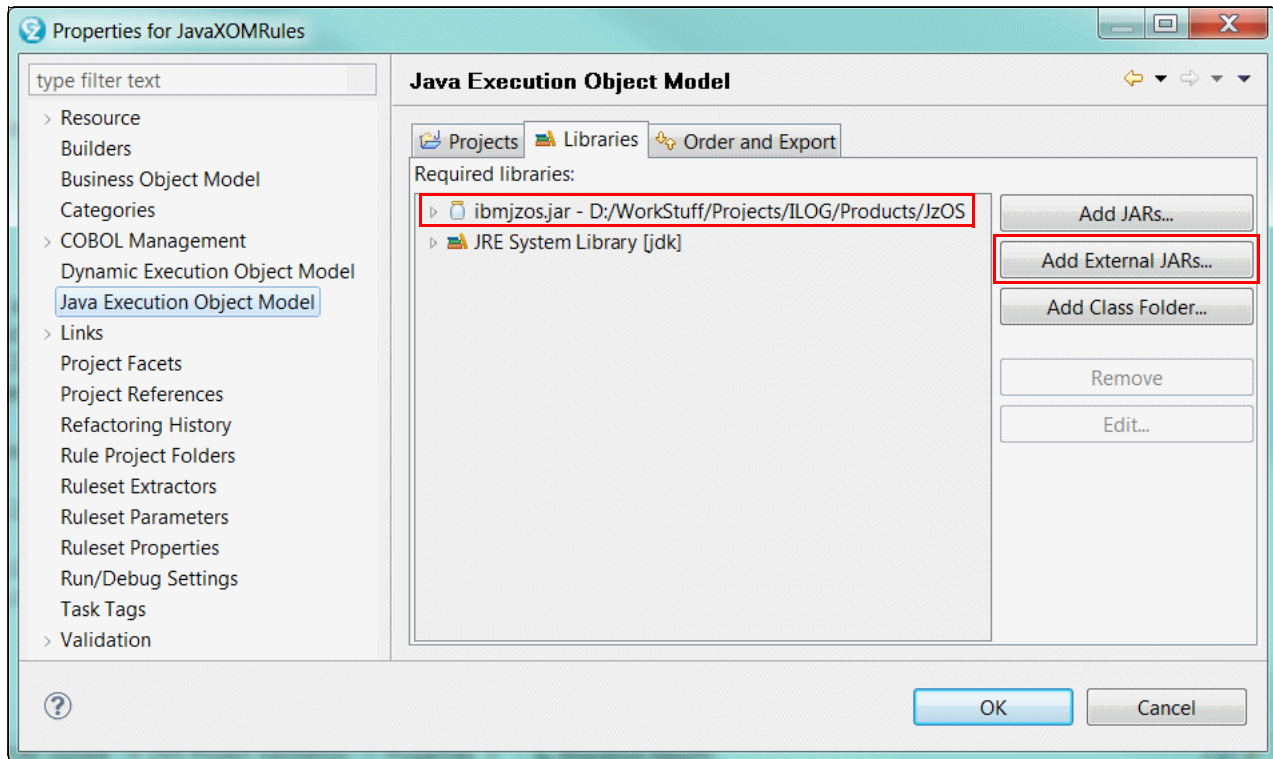 Properties for JavaXOMRules
type filter text
Resource
Builders
Business Object Model
Categories
COBOL Management
Dynamic Execution Object Model
Java Execution Object Model
Links
Project Facets
Project References
Refactoring History
Rule Project Folders
Ruleset Extractors
Ruleset Parameters
Ruleset Properties
Run/Debug Settings
Task Tags
Validation
Java Execution Object Model
Projects
Libraries
Order and Export
Required libraries:
ibmjzos.jar - D:/WorkStuff/Projects/ILOG/Products/JzOS
JRE System Library [jdk]
Add JARs...
Add External JARs...
Add Class Folder...
Remove
Edit...
?
OK
Cancel